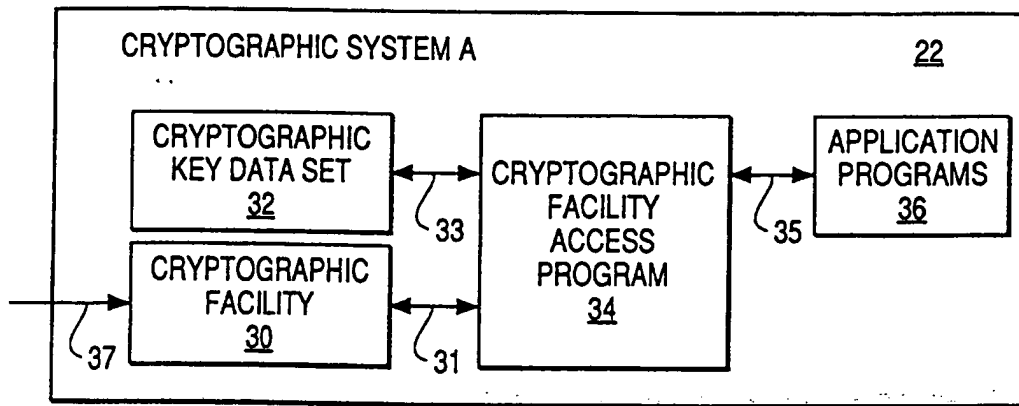 CRYPTOGRAPHIC SYSTEM A
22
CRYPTOGRAPHIC
KEY DATA SET
32
33
CRYPTOGRAPHIC
FACILITY
30
37
31
CRYPTOGRAPHIC
FACILITY
ACCESS
PROGRAM
34
35
APPLICATION
PROGRAMS
36